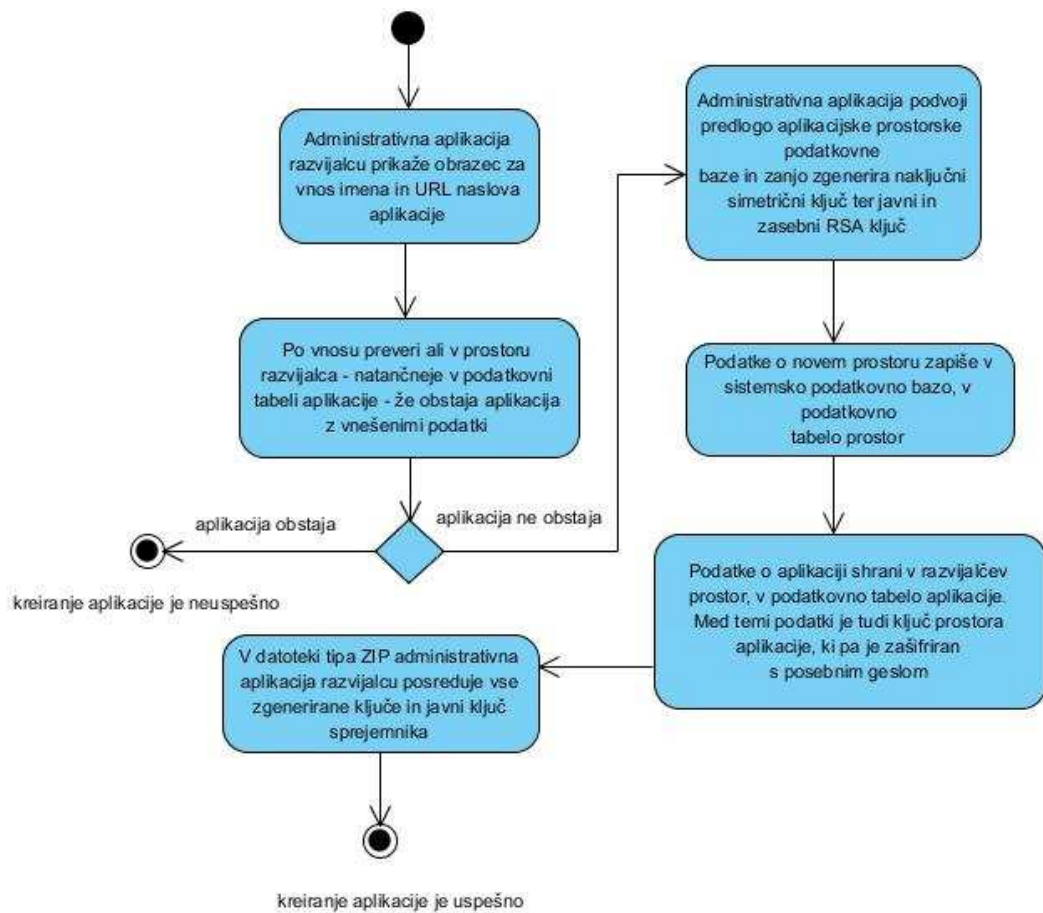 Administrativna aplikacija
razvijalcu prikaže obrazec za
vnos imena in URL naslova
aplikacije
Po vnosu preveri ali v prostoru
razvijalca - natančneje v podatkovni
tabeli aplikacije - že obstaja aplikacija
z vnešenimi podatki
aplikacija obstaja
aplikacija ne obstaja
kreiranje aplikacije je neuspešno
Administrativna aplikacija podvoji
predlogo aplikacijske prostorske
podatkovne
baze in zanjo zgenerira naključni
simetrični ključ ter javni in
zasebni RSA ključ
Podatke o novem prostoru zapiše v
sistemsko podatkovno bazo, v
podatkovno
tabelo prostor
Podatke o aplikaciji shrani v razvijalčev
prostor, v podatkovno tabelo aplikacije.
Med temi podatki je tudi ključ prostora
aplikacije, ki pa je zašifriran
s posebnim geslom
V datoteki tipa ZIP administrativna
aplikacija razvijalcu posreduje vse
zgenerirane ključe in javni ključ
sprejemnika
kreiranje aplikacije je uspešno